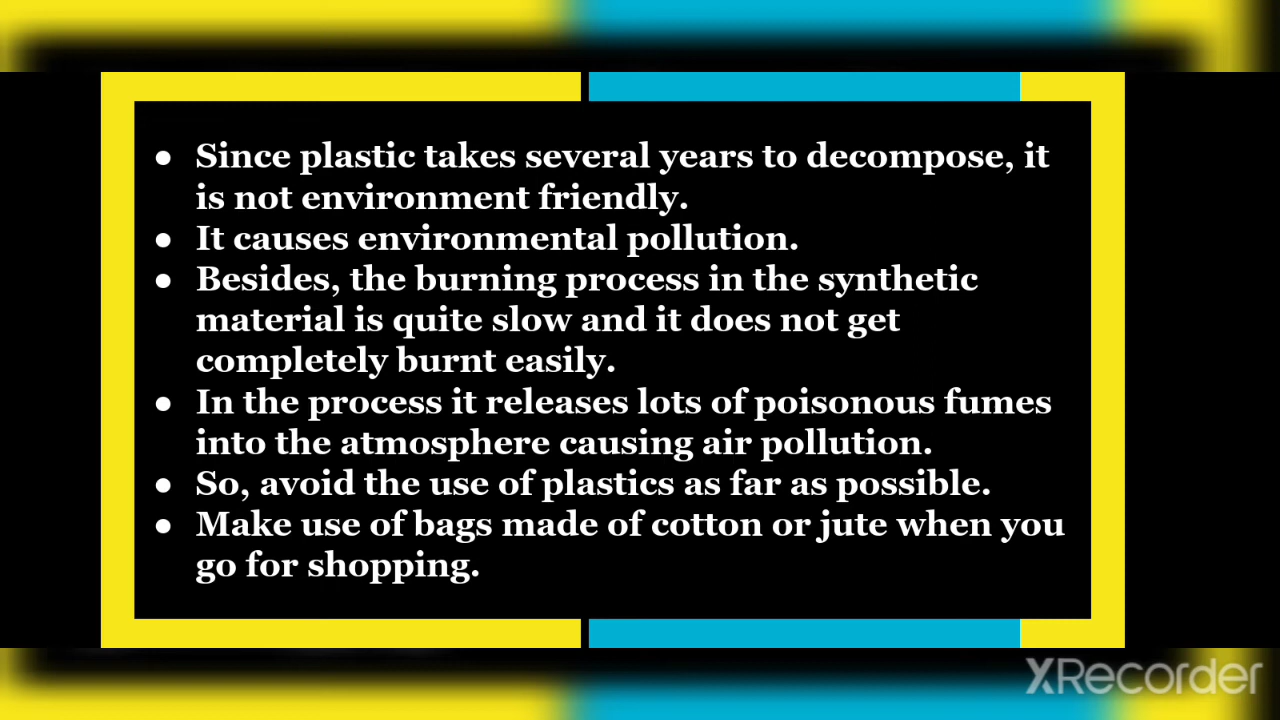 ● Since plastic takes several years to decompose, it
is not environment friendly.
● It causes environmental pollution.
● Besides, the burning process in the synthetic
material is quite slow and it does not get
completely burnt easily.
● In the process it releases lots of poisonous fumes
into the atmosphere causing air pollution.
● So, avoid the use of plastics as far as possible.
● Make use of bags made of cotton or jute when you
go for shopping.
XRecorder